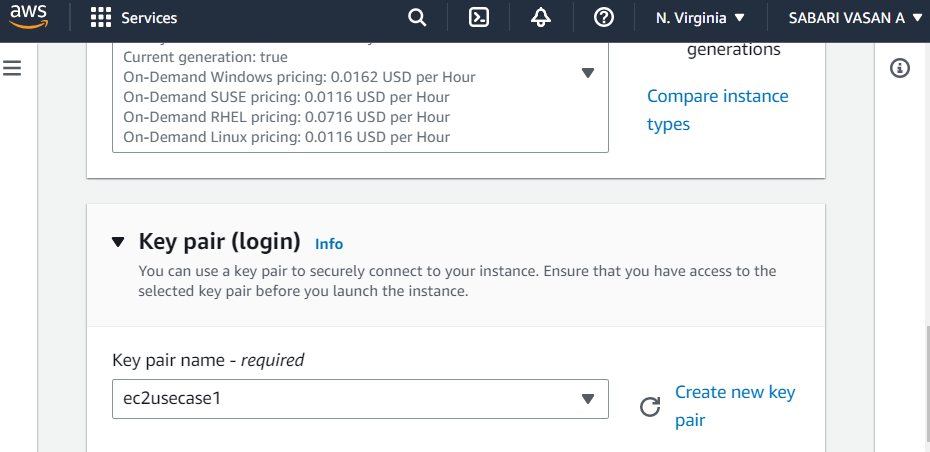 aws
Services
N. Virginia
SABARI VASAN A
Current generation: true
On-Demand Windows pricing: 0.0162 USD per Hour
On-Demand SUSE pricing: 0.0116 USD per Hour
On-Demand RHEL pricing: 0.0716 USD per Hour
On-Demand Linux pricing: 0.0116 USD per Hour
generations
Compare instance
types
Key pair (login) Info
You can use a key pair to securely connect to your instance. Ensure that you have access to the
selected key pair before you launch the instance.
Key pair name - required
ec2usecase1
Create new key
pair